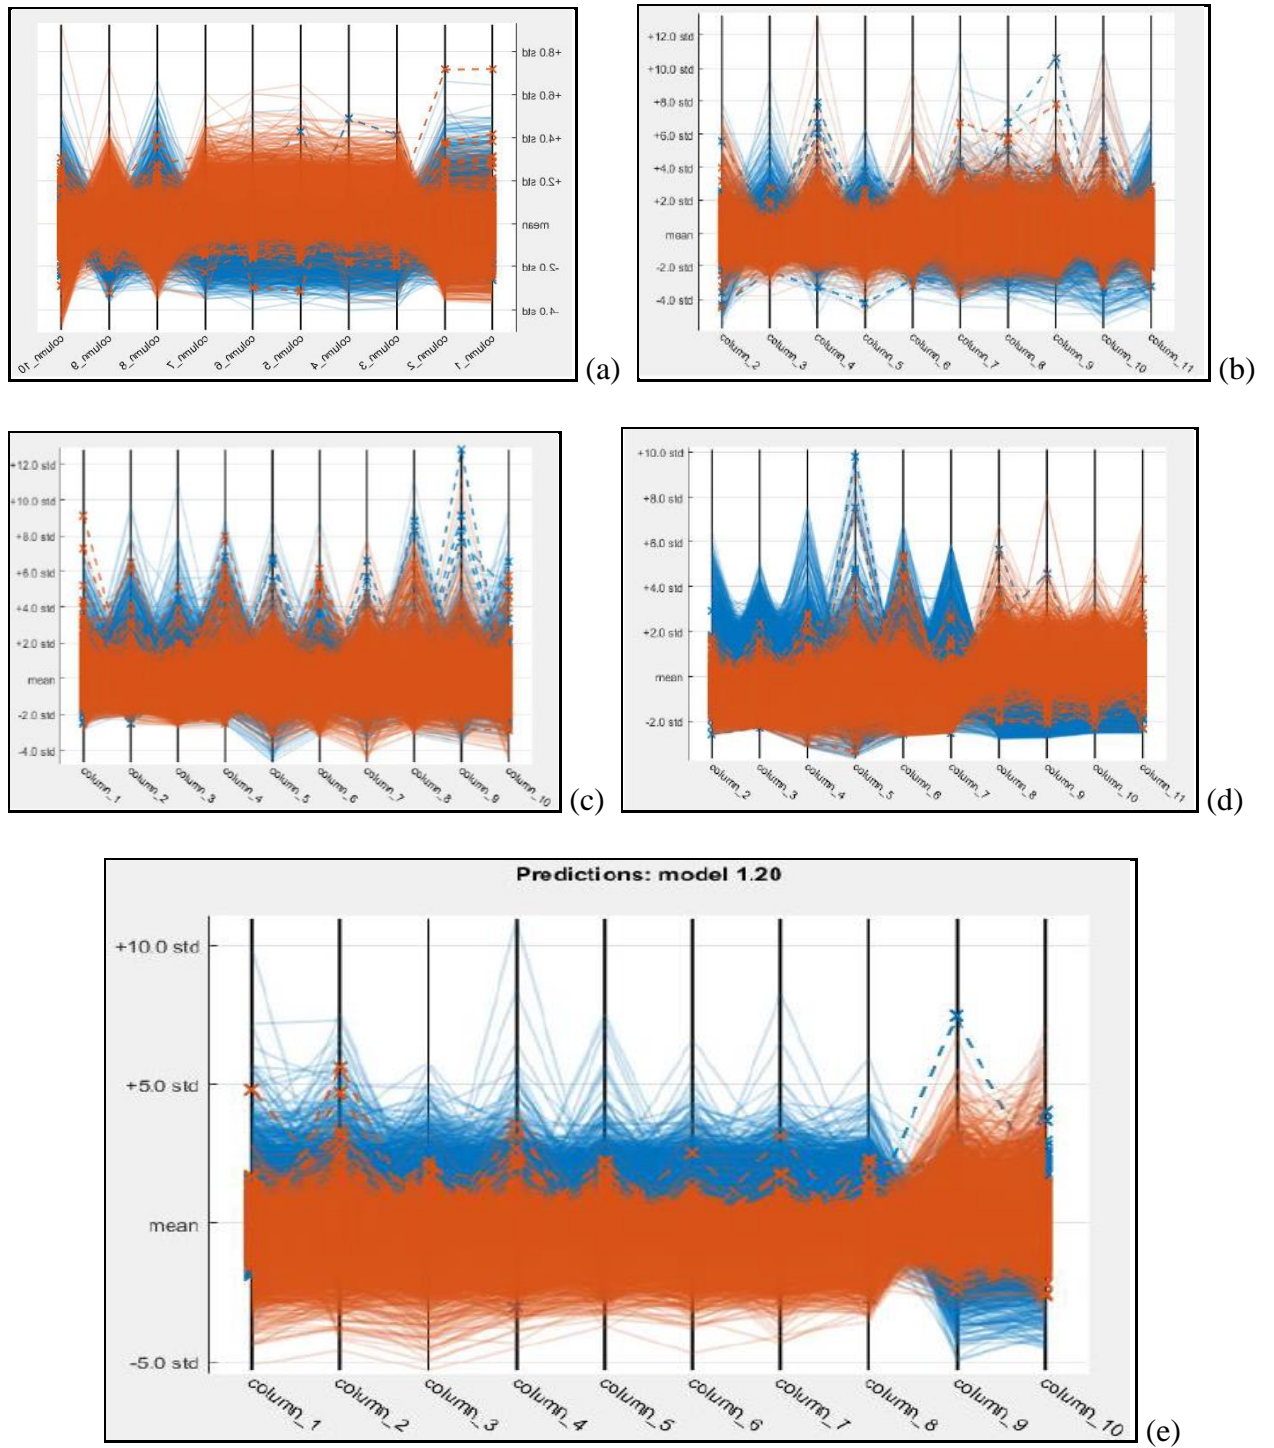 +8.0 std
+6.0 std
+4.0 std
+2.0 std
mean
-2.0 std
-4.0 std
column_10
column_9
column_8
column_7
column_6
column_5
column_4
column_3
column_2
column_1
(a)
+12.0 std
+10.0 std
+8.0 std
+6.0 std
+4.0 std
+2.0 std
mean
-2.0 std
-4.0 std
column_2
column_3
column_4
column_5
column_6
column_7
column_8
column_9
column_10
column_11
(b)
+12.0 std
+10.0 std
+8.0 std
+6.0 std
+4.0 std
+2.0 std
mean
-2.0 std
-4.0 std
column_1
column_2
column_3
column_4
column_5
column_6
column_7
column_8
column_9
column_10
(c)
+10.0 std
+8.0 std
+6.0 std
+4.0 std
+2.0 std
mean
-2.0 std
column_2
column_3
column_4
column_5
column_6
column_7
column_8
column_9
column_10
column_11
(d)
Predictions: model 1.20
+10.0 std
+5.0 std
mean
-5.0 std
column_1
column_2
column_3
column_4
column_5
column_6
column_7
column_8
column_9
column_10
(e)